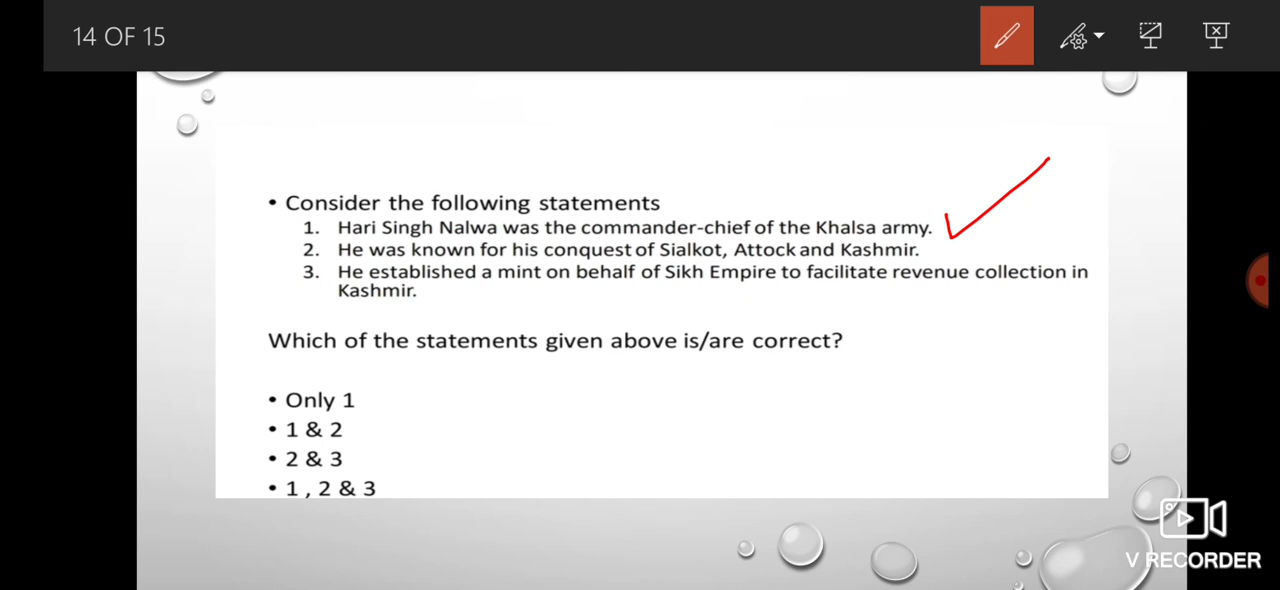 14 OF 15
• Consider the following statements
1. Hari Singh Nalwa was the commander-chief of the Khalsa army.
2. He was known for his conquest of Sialkot, Attock and Kashmir.
3. He established a mint on behalf of Sikh Empire to facilitate revenue collection in
Kashmir.
Which of the statements given above is/are correct?
• Only 1
• 1 & 2
• 2 & 3
• 1 , 2 & 3
V RECORDER